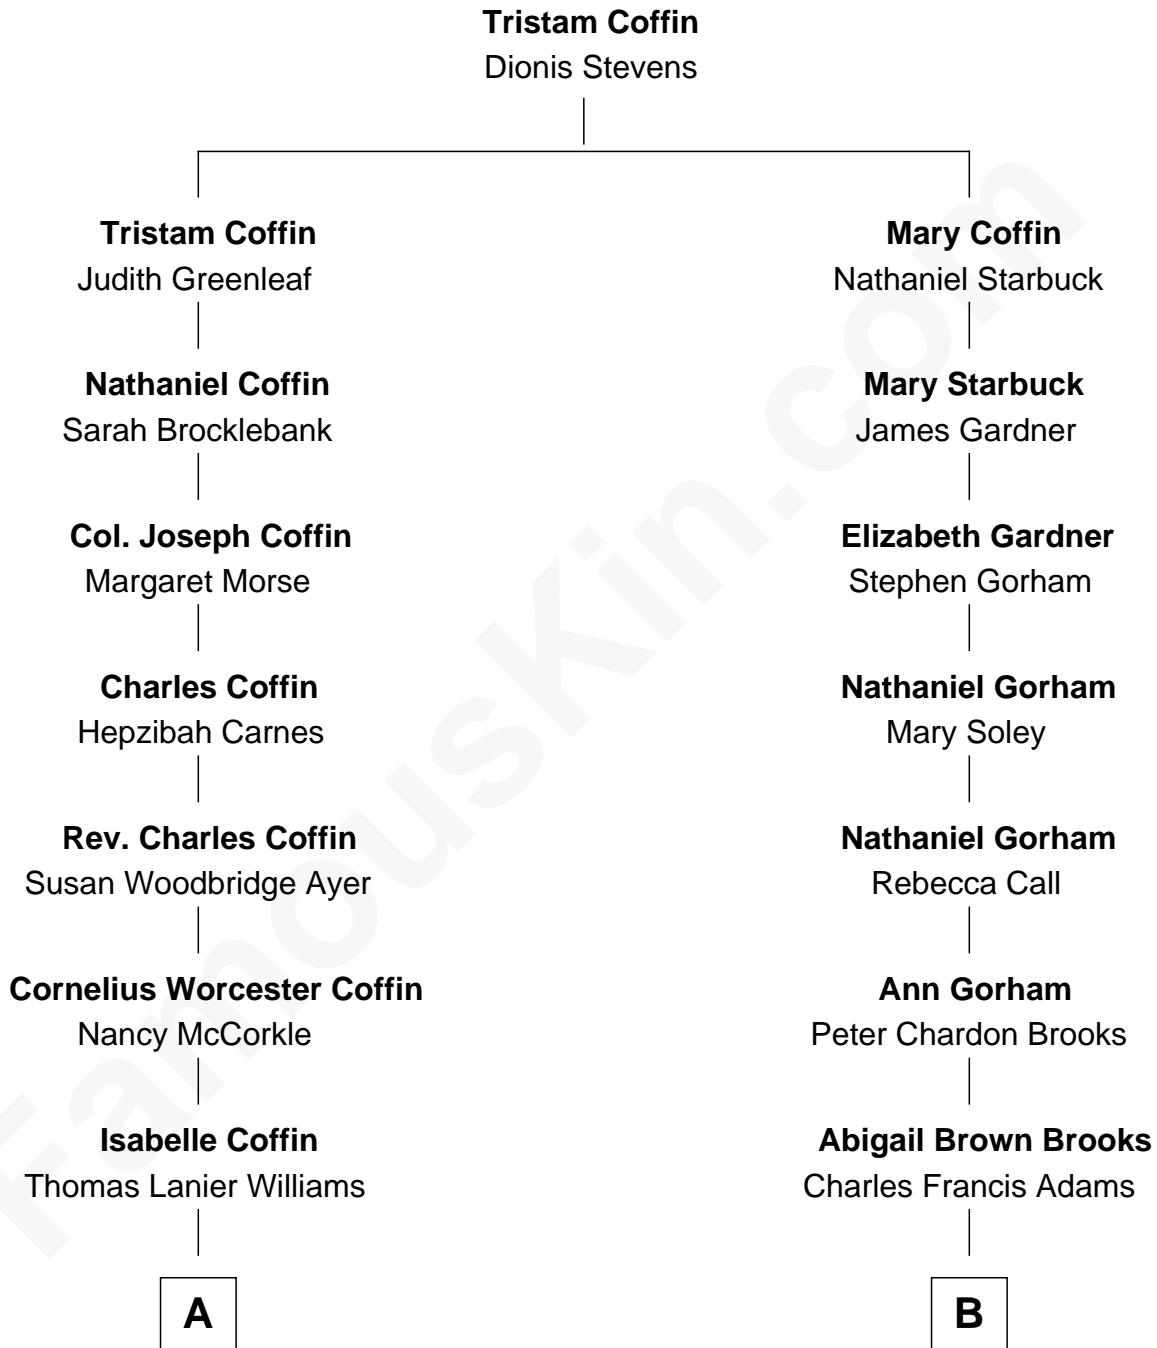 Tristam Coffin
Dionis Stevens
Tristam Coffin
Judith Greenleaf
Mary Coffin
Nathaniel Starbuck
Nathaniel Coffin
Sarah Brocklebank
Mary Starbuck
James Gardner
Col. Joseph Coffin
Margaret Morse
Elizabeth Gardner
Stephen Gorham
Charles Coffin
Hepzibah Carnes
Nathaniel Gorham
Mary Soley
Rev. Charles Coffin
Susan Woodbridge Ayer
Nathaniel Gorham
Rebecca Call
Cornelius Worcester Coffin
Nancy McCorkle
Ann Gorham
Peter Chardon Brooks
Isabelle Coffin
Thomas Lanier Williams
Abigail Brown Brooks
Charles Francis Adams
A
B
FamousKin.com